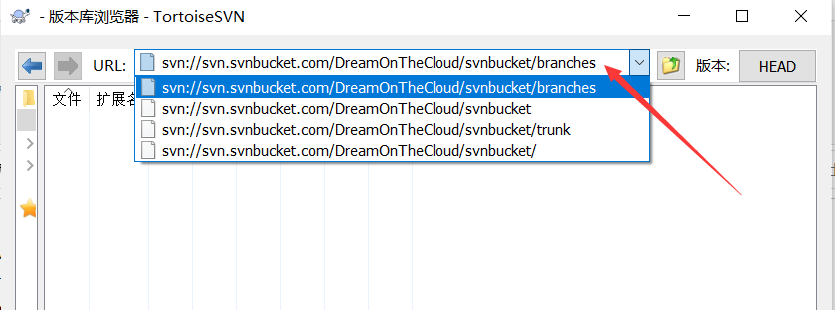 - 版本库浏览器 - TortoiseSVN
URL: svn://svn.svnbucket.com/DreamOnTheCloud/svnbucket/branches 版本: HEAD
svn://svn.svnbucket.com/DreamOnTheCloud/svnbucket/branches
文件 扩展名
svn://svn.svnbucket.com/DreamOnTheCloud/svnbucket
svn://svn.svnbucket.com/DreamOnTheCloud/svnbucket/trunk
svn://svn.svnbucket.com/DreamOnTheCloud/svnbucket/